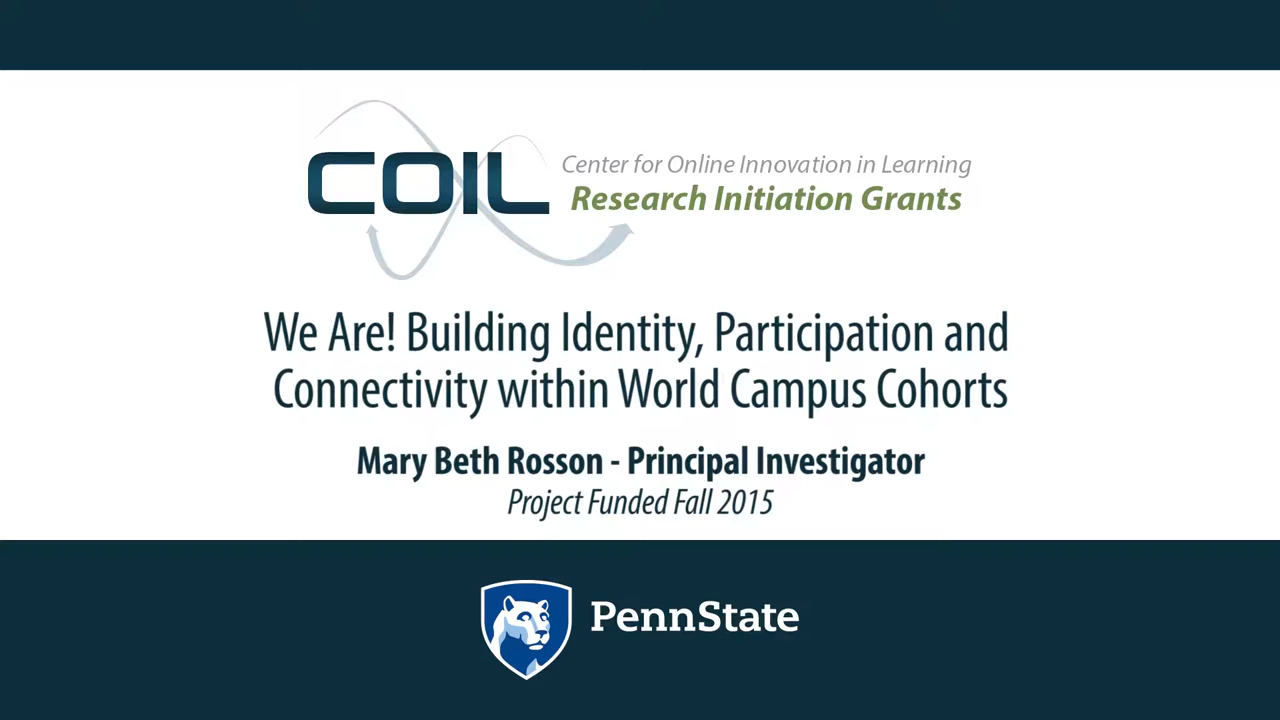 COIL
Center for Online Innovation in Learning
Research Initiation Grants
We Are! Building Identity, Participation and
Connectivity within World Campus Cohorts
Mary Beth Rosson - Principal Investigator
Project Funded Fall 2015
PennState